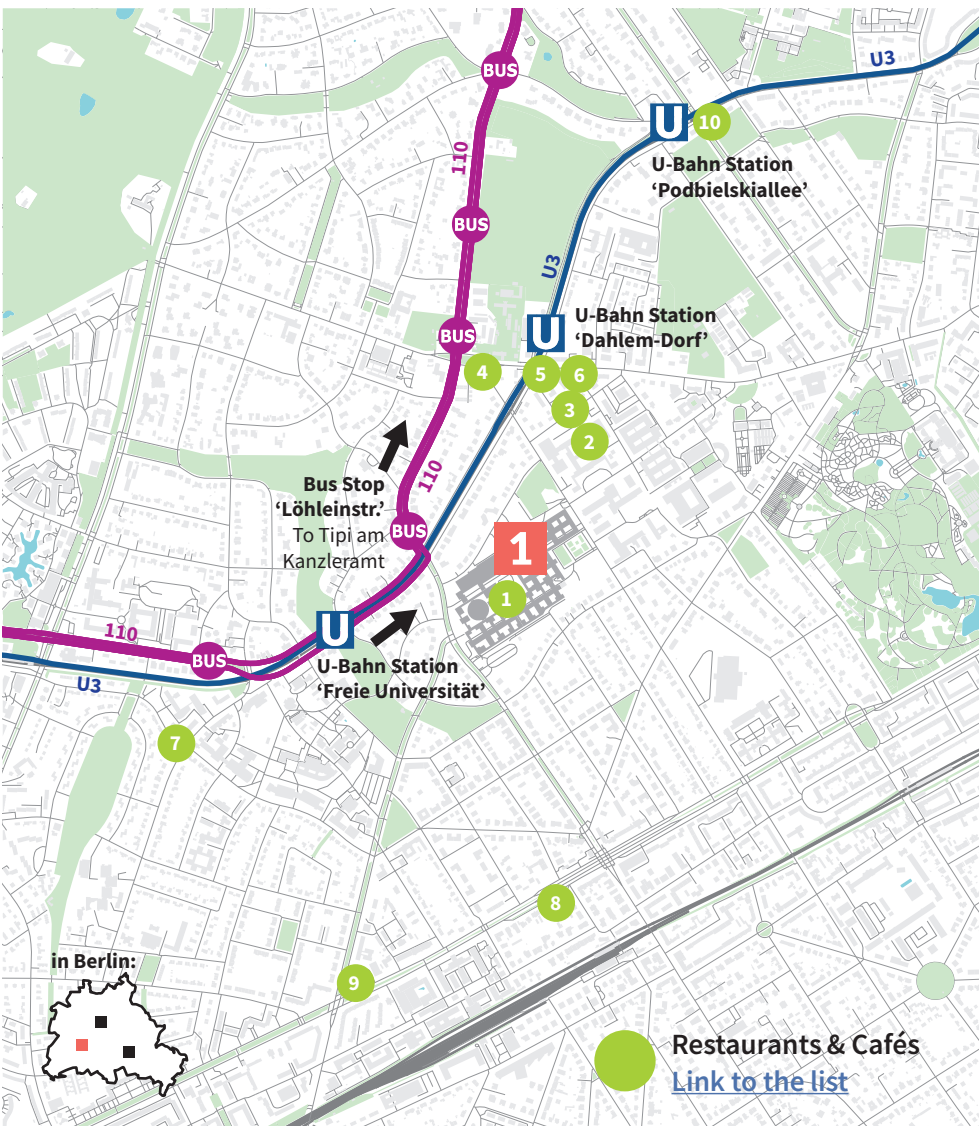 BUS
U3
U
10
U-Bahn Station
‘Podbielskiallee’
110
BUS
U3
U
U-Bahn Station
‘Dahlem-Dorf’
BUS
4
5
6
3
2
110
Bus Stop
‘Löhleinstr.’
To Tipi am
Kanzleramt
BUS
1
1
110
BUS
U
U-Bahn Station
‘Freie Universität’
U3
7
8
9
in Berlin:
Restaurants & Cafés
Link to the list